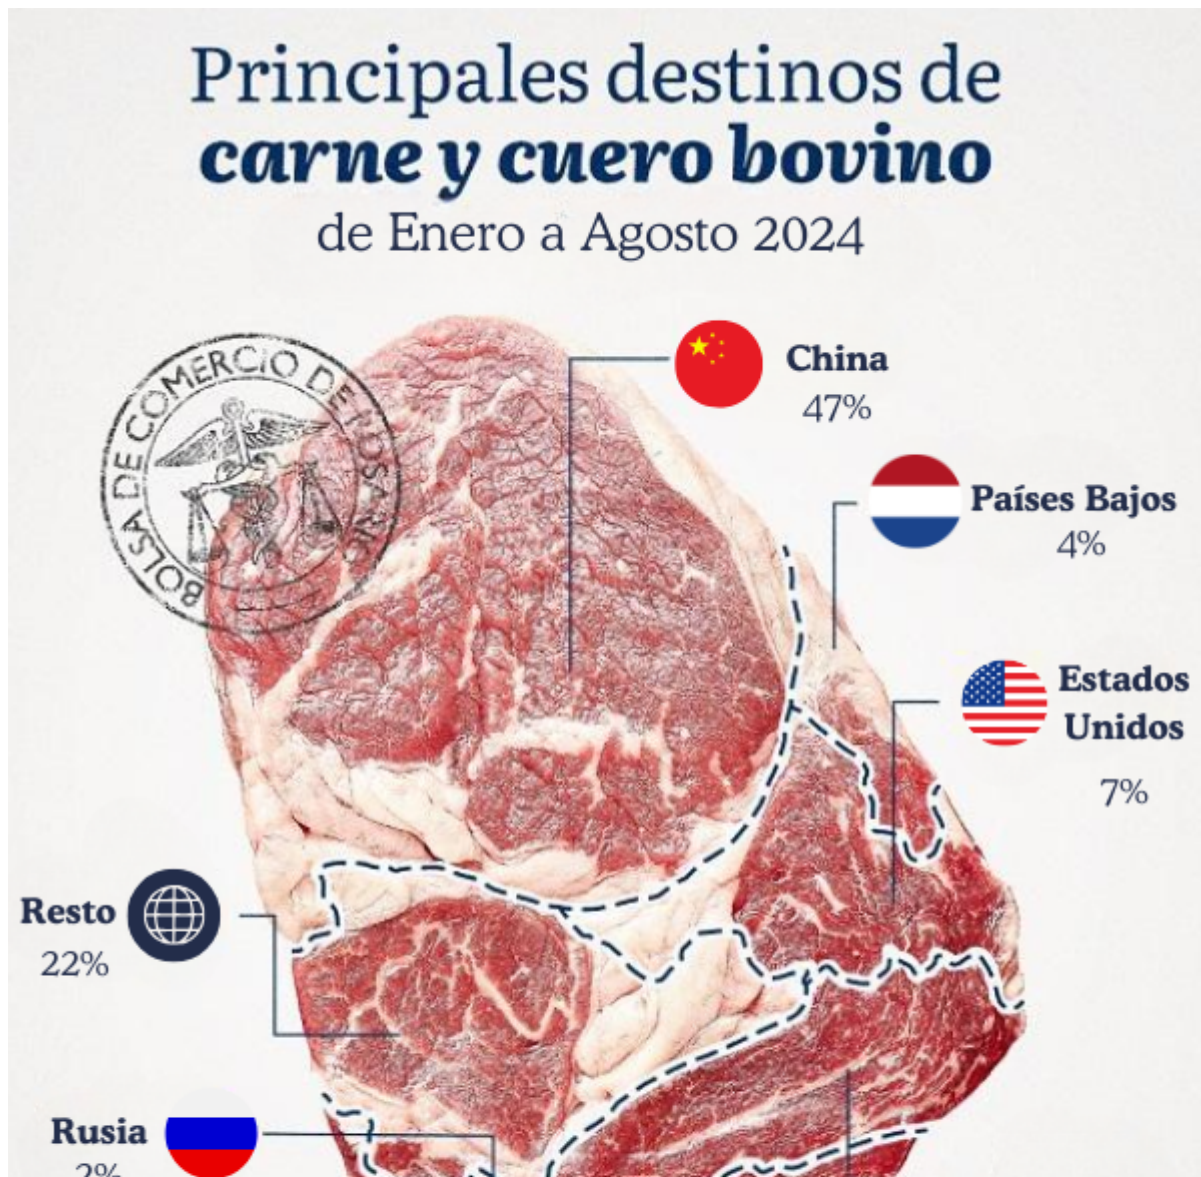 Principales destinos de
carne y cuero bovino
de Enero a Agosto 2024
BOLSA DE COMERCIO DE ROSARIO
China
47%
Países Bajos
4%
Estados
Unidos
7%
Resto
22%
Rusia